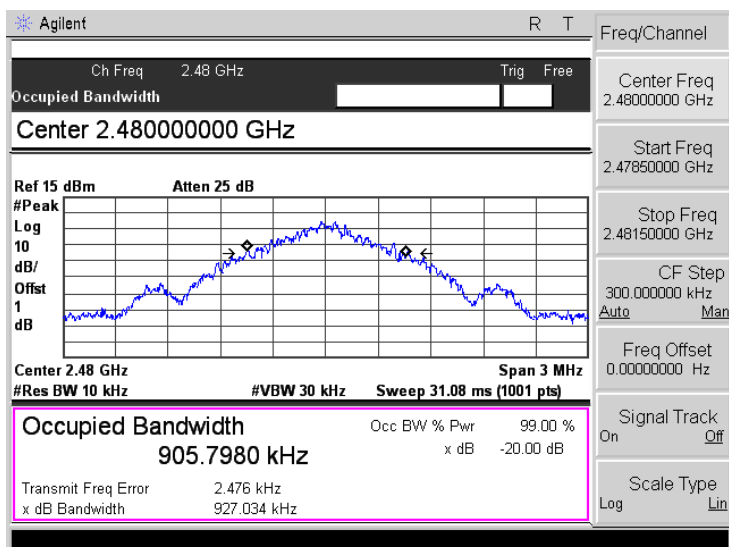 Agilent R T
Ch Freq 2.48 GHz Trig Free
Occupied Bandwidth
Center 2.480000000 GHz
Ref 15 dBm Atten 25 dB
#Peak
Log
10
dB/
Offst
1
dB
Center 2.48 GHz Span 3 MHz
#Res BW 10 kHz #VBW 30 kHz Sweep 31.08 ms (1001 pts)
Occupied Bandwidth
905.7980 kHz
Occ BW % Pwr 99.00 %
x dB -20.00 dB
Transmit Freq Error 2.476 kHz
x dB Bandwidth 927.034 kHz
Freq/Channel
Center Freq
2.48000000 GHz
Start Freq
2.47850000 GHz
Stop Freq
2.48150000 GHz
CF Step
300.000000 kHz
Auto Man
Freq Offset
0.00000000 Hz
Signal Track
On Off
Scale Type
Log Lin